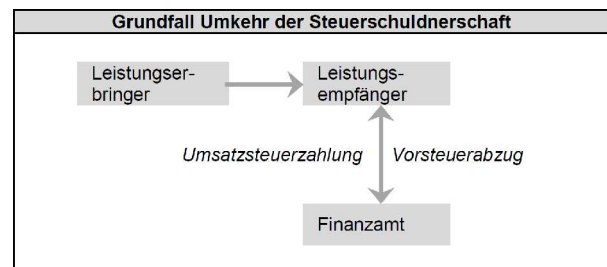 Grundfall Umkehr der Steuerschuldnerschaft
Leistungser-
bringer
Leistungs-
empfänger
Umsatzsteuerzahlung
Vorsteuerabzug
Finanzamt